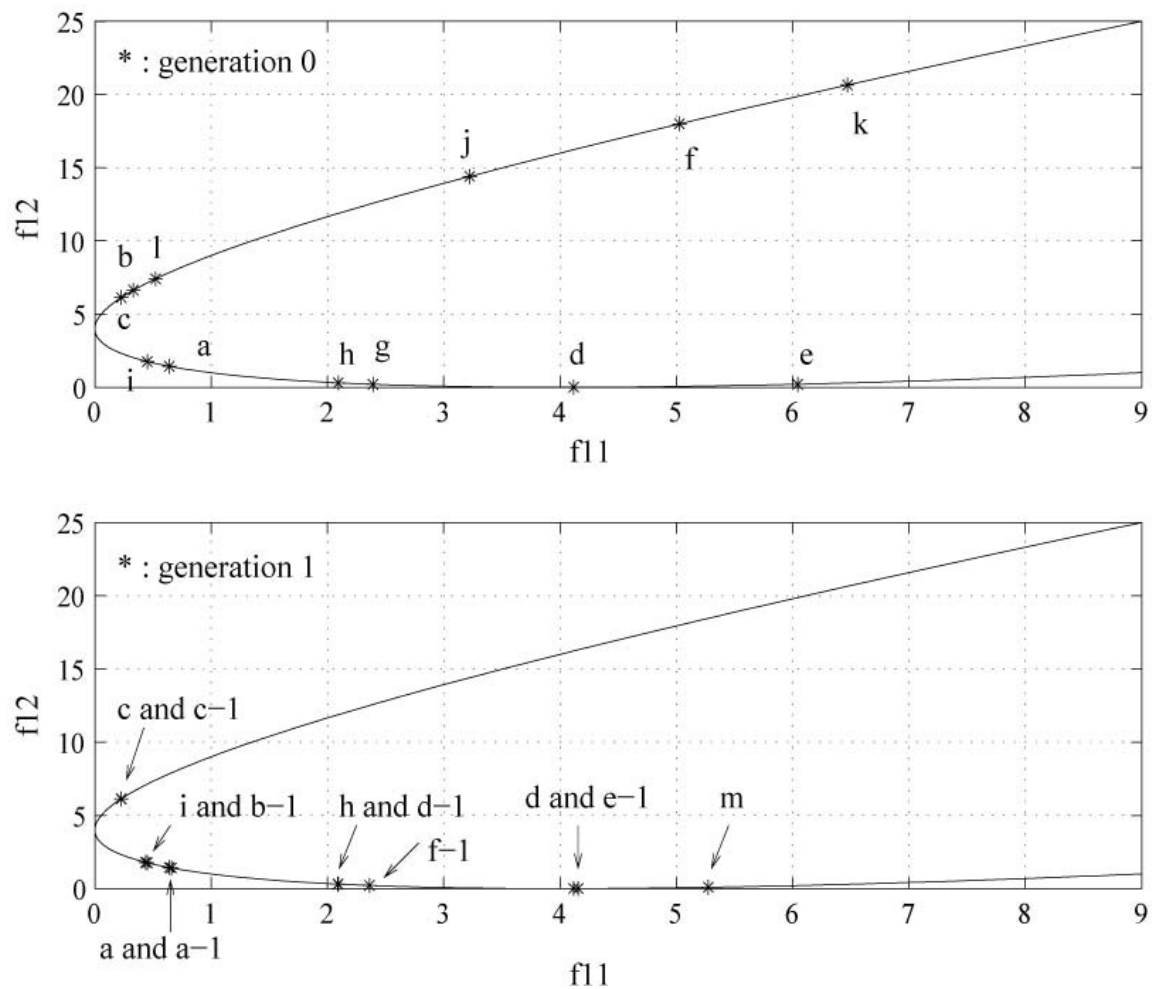 25
* : generation 0
20
k
j
f
15
f12
10
b l
5
c
a
i
h g d e
0
0 1 2 3 4 5 6 7 8 9
f11
25
* : generation 1
20
15
f12
c and c−1
10
i and b−1
h and d−1
d and e−1
m
5
f−1
0
0 1 2 3 4 5 6 7 8 9
a and a−1
f11